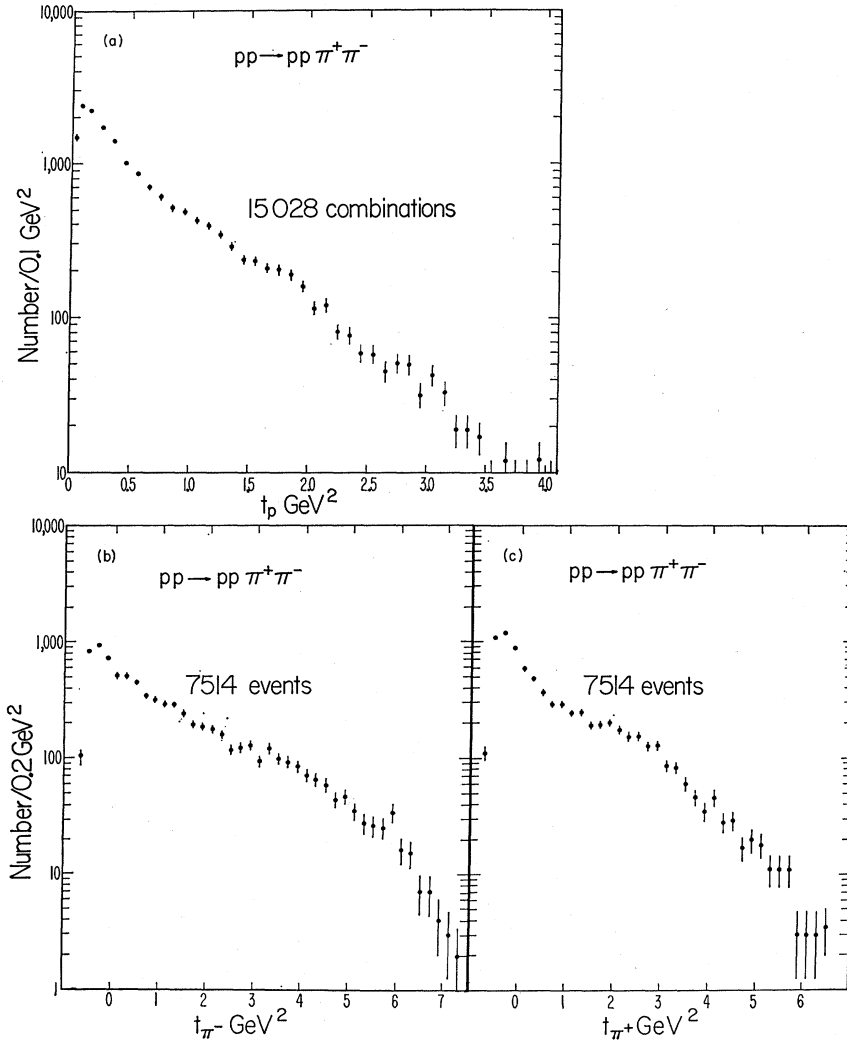 (a)
pp → pp π⁺π⁻
15028 combinations
Number/0.1 GeV²
10,000
1,000
100
10
0 0.5 1.0 1.5 2.0 2.5 3.0 3.5 4.0
t_p GeV²
(b)
pp → pp π⁺π⁻
7514 events
Number/0.2 GeV²
10,000
1,000
100
10
1
0 1 2 3 4 5 6 7
t_π⁻ GeV²
(c)
pp → pp π⁺π⁻
7514 events
0 1 2 3 4 5 6
t_π⁺ GeV²